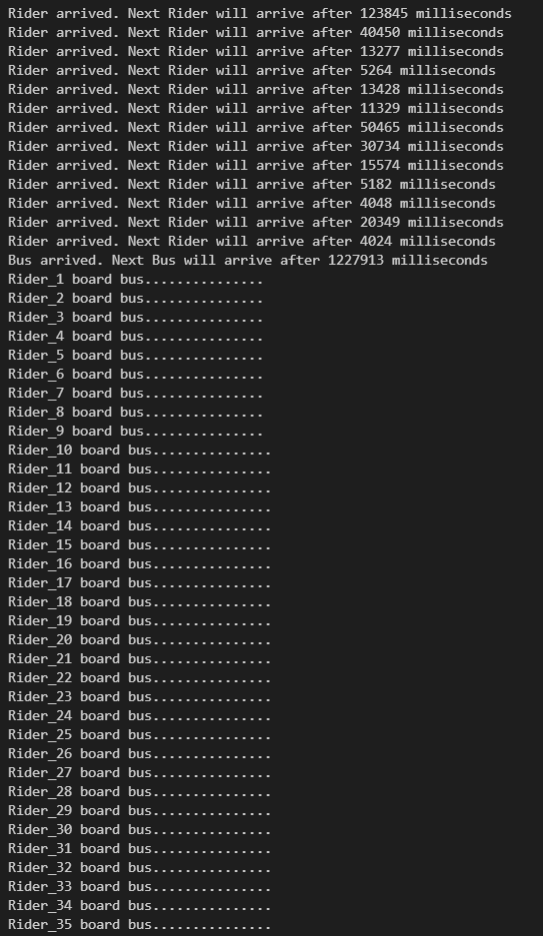 Rider arrived. Next Rider will arrive after 123845 milliseconds
Rider arrived. Next Rider will arrive after 40450 milliseconds
Rider arrived. Next Rider will arrive after 13277 milliseconds
Rider arrived. Next Rider will arrive after 5264 milliseconds
Rider arrived. Next Rider will arrive after 13428 milliseconds
Rider arrived. Next Rider will arrive after 11329 milliseconds
Rider arrived. Next Rider will arrive after 50465 milliseconds
Rider arrived. Next Rider will arrive after 30734 milliseconds
Rider arrived. Next Rider will arrive after 15574 milliseconds
Rider arrived. Next Rider will arrive after 5182 milliseconds
Rider arrived. Next Rider will arrive after 4048 milliseconds
Rider arrived. Next Rider will arrive after 20349 milliseconds
Rider arrived. Next Rider will arrive after 4024 milliseconds
Bus arrived. Next Bus will arrive after 1227913 milliseconds
Rider_1 board bus...............
Rider_2 board bus...............
Rider_3 board bus...............
Rider_4 board bus...............
Rider_5 board bus...............
Rider_6 board bus...............
Rider_7 board bus...............
Rider_8 board bus...............
Rider_9 board bus...............
Rider_10 board bus...............
Rider_11 board bus...............
Rider_12 board bus...............
Rider_13 board bus...............
Rider_14 board bus...............
Rider_15 board bus...............
Rider_16 board bus...............
Rider_17 board bus...............
Rider_18 board bus...............
Rider_19 board bus...............
Rider_20 board bus...............
Rider_21 board bus...............
Rider_22 board bus...............
Rider_23 board bus...............
Rider_24 board bus...............
Rider_25 board bus...............
Rider_26 board bus...............
Rider_27 board bus...............
Rider_28 board bus...............
Rider_29 board bus...............
Rider_30 board bus...............
Rider_31 board bus...............
Rider_32 board bus...............
Rider_33 board bus...............
Rider_34 board bus...............
Rider_35 board bus...............